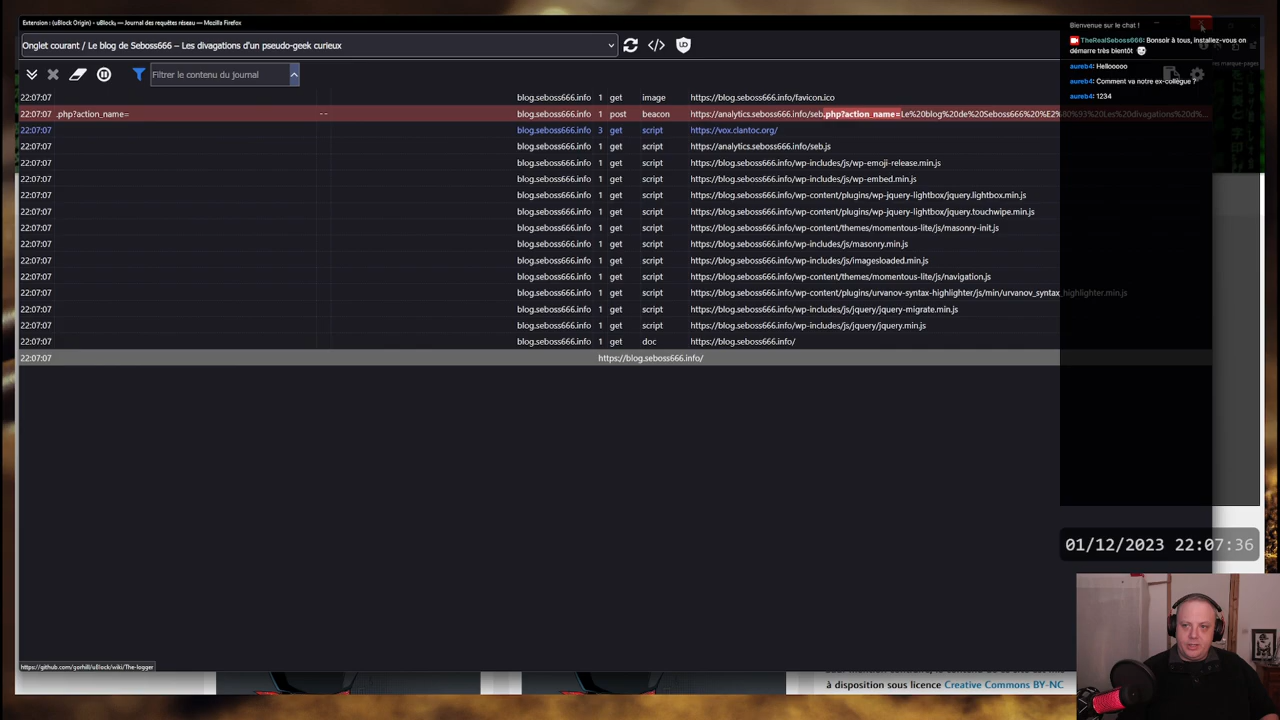 Extension : (uBlock Origin) - uBlock₀ — Journal des requêtes réseau — Mozilla Firefox
Onglet courant / Le blog de Seboss666 – Les divagations d'un pseudo-geek curieux
Filtrer le contenu du journal
22:07:07 blog.seboss666.info 1 get image https://blog.seboss666.info/favicon.ico
22:07:07 .php?action_name= -- blog.seboss666.info 1 post beacon https://analytics.seboss666.info/seb.php?action_name=Le%20blog%20de%20Seboss666%20%E2%80%93%20Les%20divagations%20d%...
22:07:07 blog.seboss666.info 3 get script https://vox.clantoc.org/
22:07:07 blog.seboss666.info 1 get script https://analytics.seboss666.info/seb.js
22:07:07 blog.seboss666.info 1 get script https://blog.seboss666.info/wp-includes/js/wp-emoji-release.min.js
22:07:07 blog.seboss666.info 1 get script https://blog.seboss666.info/wp-includes/js/wp-embed.min.js
22:07:07 blog.seboss666.info 1 get script https://blog.seboss666.info/wp-content/plugins/wp-jquery-lightbox/jquery.lightbox.min.js
22:07:07 blog.seboss666.info 1 get script https://blog.seboss666.info/wp-content/plugins/wp-jquery-lightbox/jquery.touchwipe.min.js
22:07:07 blog.seboss666.info 1 get script https://blog.seboss666.info/wp-content/themes/momentous-lite/js/masonry-init.js
22:07:07 blog.seboss666.info 1 get script https://blog.seboss666.info/wp-includes/js/masonry.min.js
22:07:07 blog.seboss666.info 1 get script https://blog.seboss666.info/wp-includes/js/imagesloaded.min.js
22:07:07 blog.seboss666.info 1 get script https://blog.seboss666.info/wp-content/themes/momentous-lite/js/navigation.js
22:07:07 blog.seboss666.info 1 get script https://blog.seboss666.info/wp-content/plugins/urvanov-syntax-highlighter/js/min/urvanov_syntax_highlighter.min.js
22:07:07 blog.seboss666.info 1 get script https://blog.seboss666.info/wp-includes/js/jquery/jquery-migrate.min.js
22:07:07 blog.seboss666.info 1 get script https://blog.seboss666.info/wp-includes/js/jquery/jquery.min.js
22:07:07 blog.seboss666.info 1 get doc https://blog.seboss666.info/
22:07:07 https://blog.seboss666.info/
https://github.com/gorhill/uBlock/wiki/The-logger
Bienvenue sur le chat !
TheRealSeboss666: Bonsoir à tous, installez-vous on
démarre très bientôt
aureb4: Hellooooo
aureb4: Comment va notre ex-collègue ?
aureb4: 1234
marque-pages
01/12/2023 22:07:36
à disposition sous licence Creative Commons BY-NC